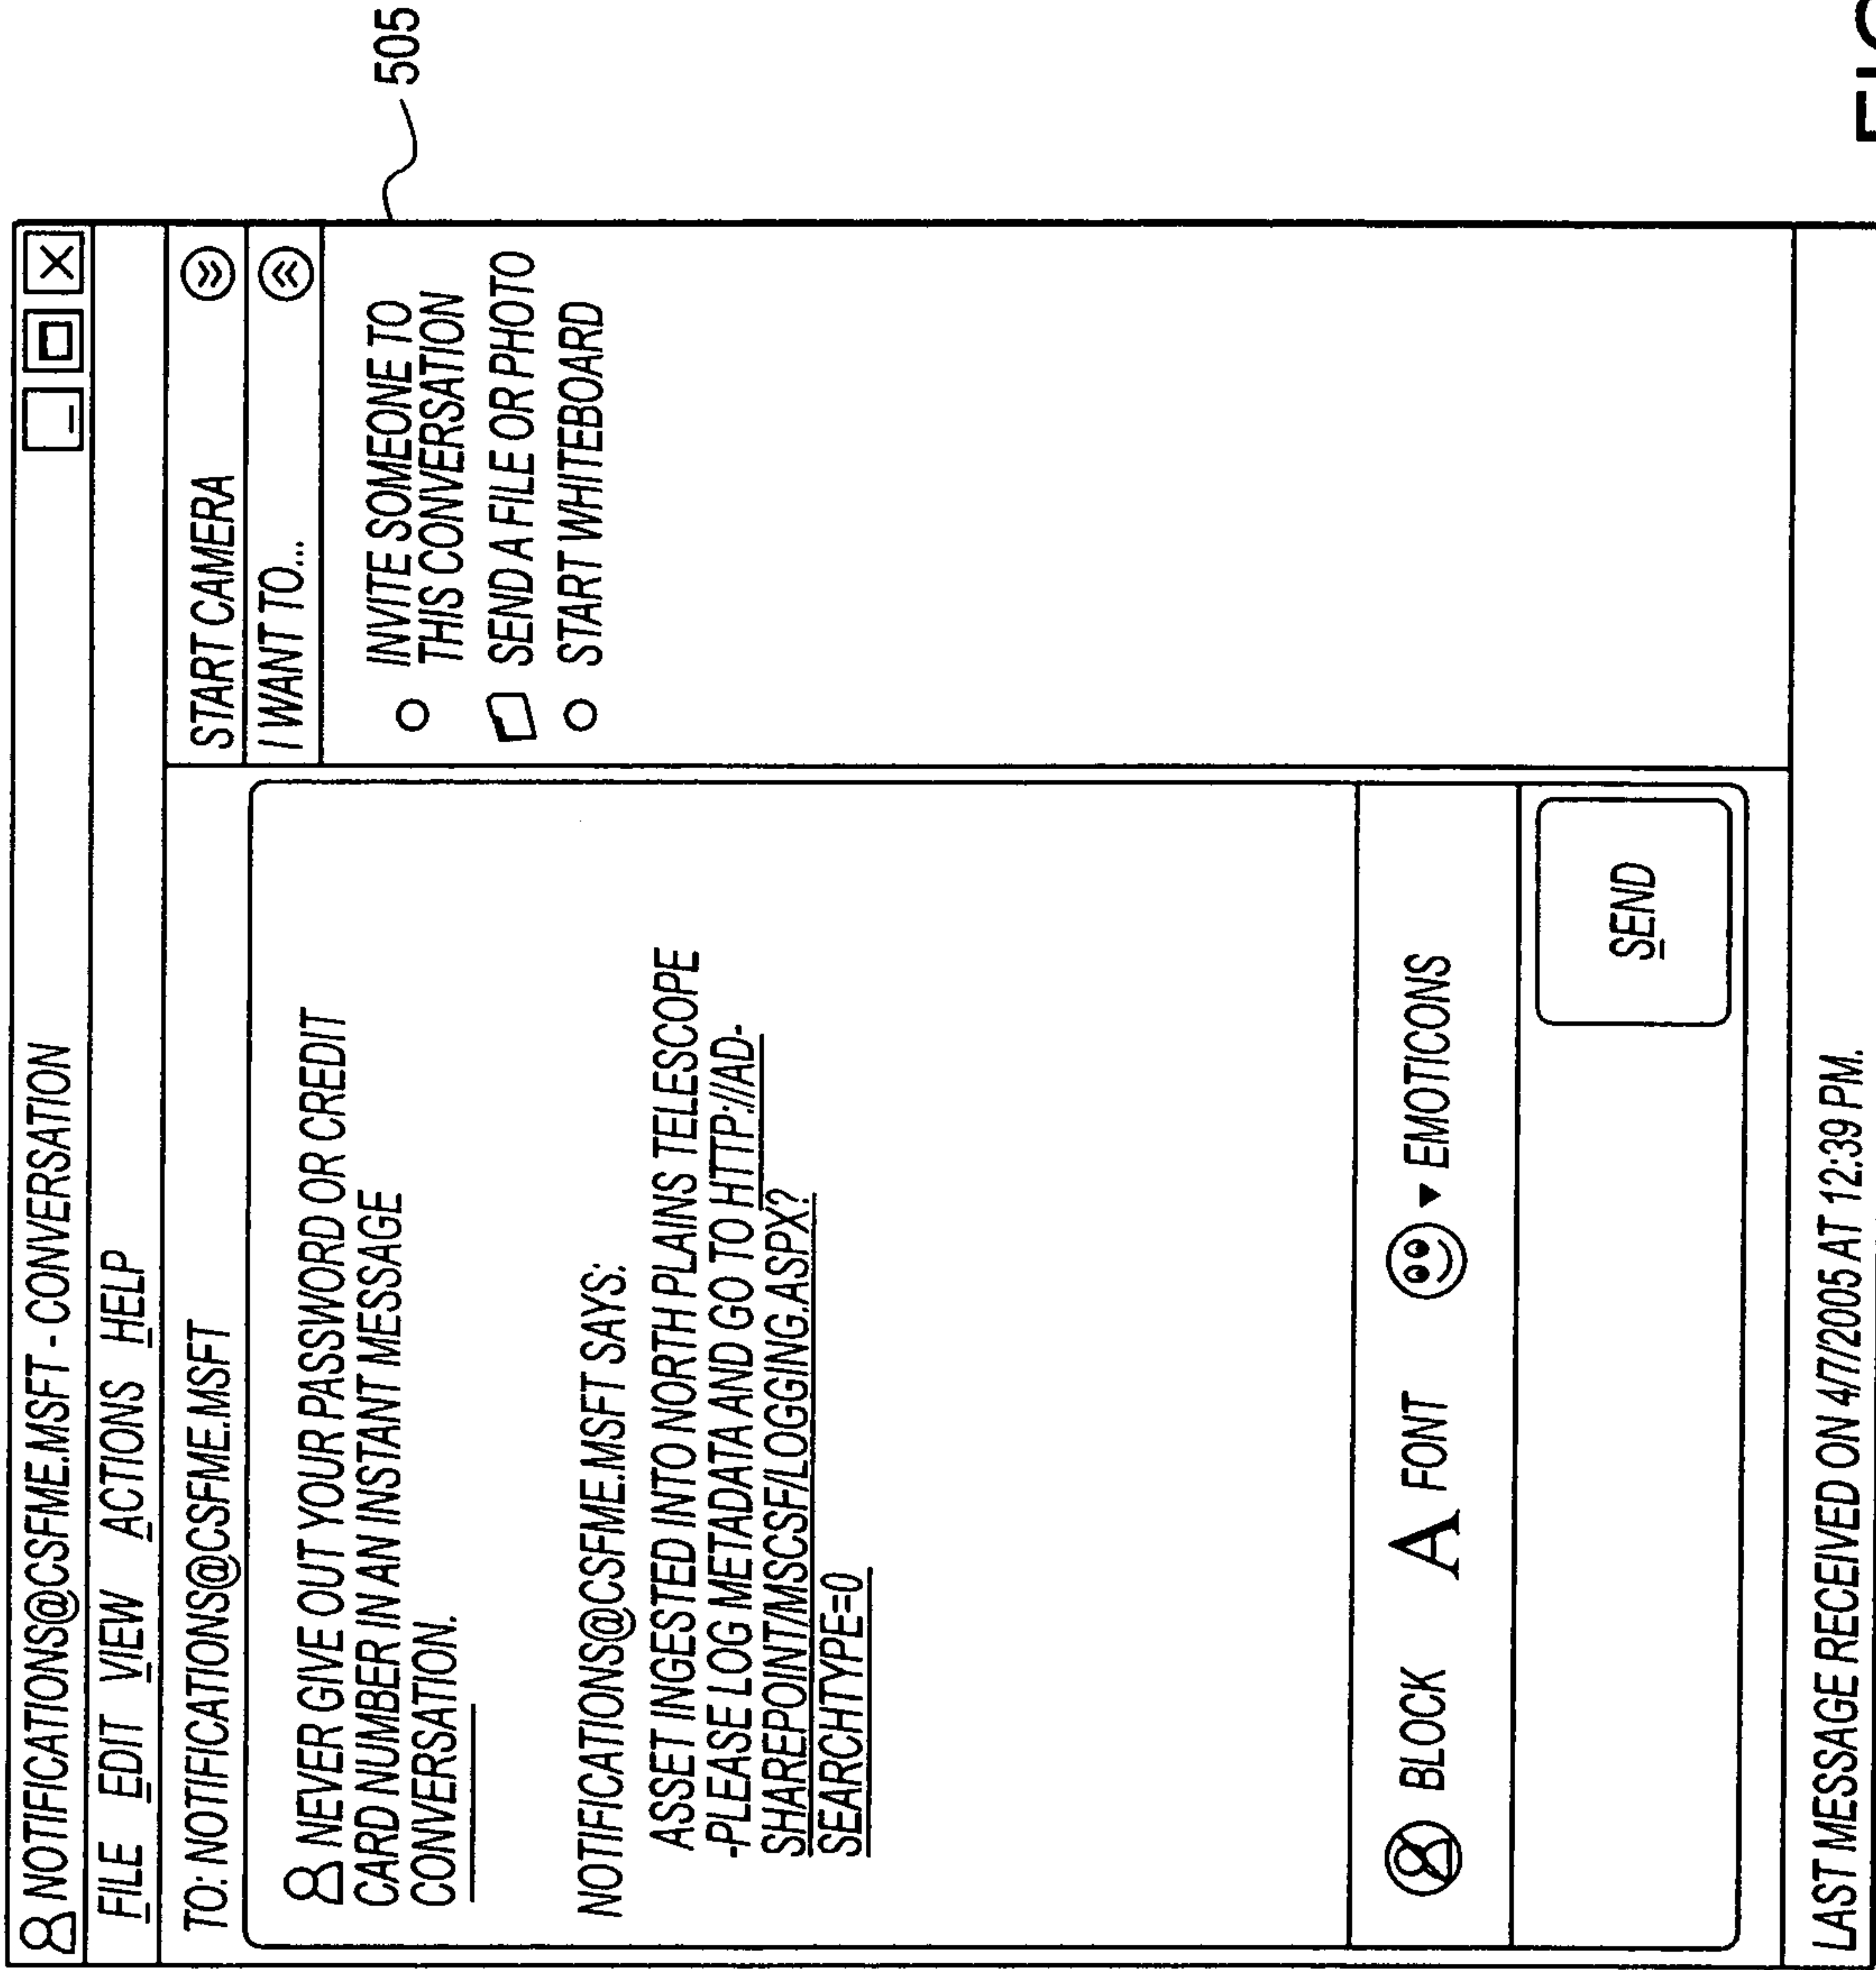 NOTIFICATIONS@CSFME.MSFT - CONVERSATION
FILE EDIT VIEW ACTIONS HELP
TO: NOTIFICATIONS@CSFME.MSFT
NEVER GIVE OUT YOUR PASSWORD OR CREDIT
CARD NUMBER IN AN INSTANT MESSAGE
CONVERSATION.
NOTIFICATIONS@CSFME.MSFT SAYS:
ASSET INGESTED INTO NORTH PLAINS TELESCOPE
-PLEASE LOG METADATA AND GO TO HTTP://AD-
SHAREPOINT/MSCSF/LOGGING.ASPX?
SEARCHTYPE=0
BLOCK A FONT EMOTICONS
SEND
START CAMERA
I WANT TO...
INVITE SOMEONE TO
THIS CONVERSATION
SEND A FILE OR PHOTO
START WHITEBOARD
LAST MESSAGE RECEIVED ON 4/7/2005 AT 12:39 PM.
505